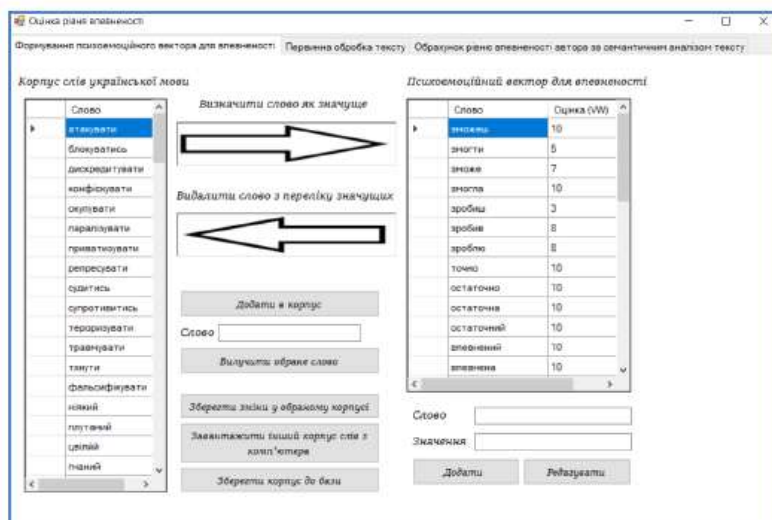 Оцінка рівня впевненості
Формування психоемоційного вектора для впевненості Первинна обробка тексту Обрахунок рівню впевненості автора за семантичним аналізом тексту
Корпус слів української мови
Слово
атакувати
блокуватись
дискредитувати
конфіскувати
окупувати
паралізувати
приватизувати
репресувати
судитись
супротивитись
тероризувати
травмувати
танути
фальсифікувати
ніякий
плутаний
цвілий
Визначити слово як значуще
Видалити слово з переліку значущих
Додати в корпус
Слово
Вилучити обране слово
Зберегти зміни у обраному корпусі
Завантажити інший корпус слів з
комп'ютера
Зберегти корпус до бази
Психоемоційний вектор для впевненості
Слово Оцінка (VW)
зможеш 10
змогти 5
зможе 7
змогла 10
зробиш 3
зробив 8
зроблю 8
точно 10
остаточно 10
остаточна 10
остаточний 10
впевнений 10
впевнена 10
Слово
Значення
Додати Редагувати